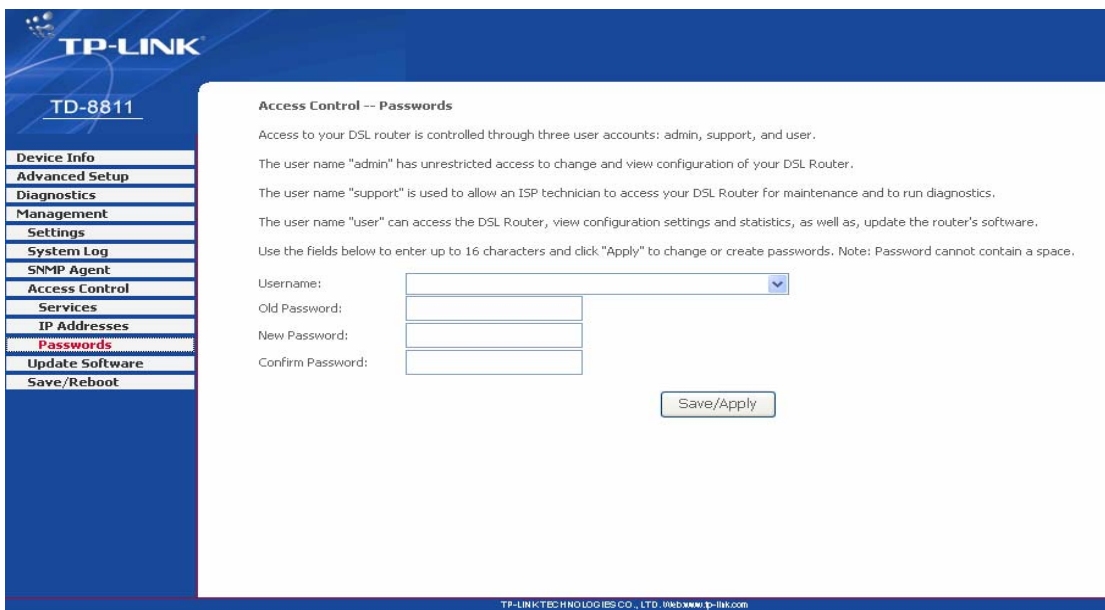 TP-LINK
TD-8811
Device Info
Advanced Setup
Diagnostics
Management
Settings
System Log
SNMP Agent
Access Control
Services
IP Addresses
Passwords
Update Software
Save/Reboot
Access Control -- Passwords
Access to your DSL router is controlled through three user accounts: admin, support, and user.
The user name "admin" has unrestricted access to change and view configuration of your DSL Router.
The user name "support" is used to allow an ISP technician to access your DSL Router for maintenance and to run diagnostics.
The user name "user" can access the DSL Router, view configuration settings and statistics, as well as, update the router's software.
Use the fields below to enter up to 16 characters and click "Apply" to change or create passwords. Note: Password cannot contain a space.
Username:
Old Password:
New Password:
Confirm Password:
Save/Apply
TP-LINK TECHNOLOGIES CO., LTD. Web:www.tp-link.com